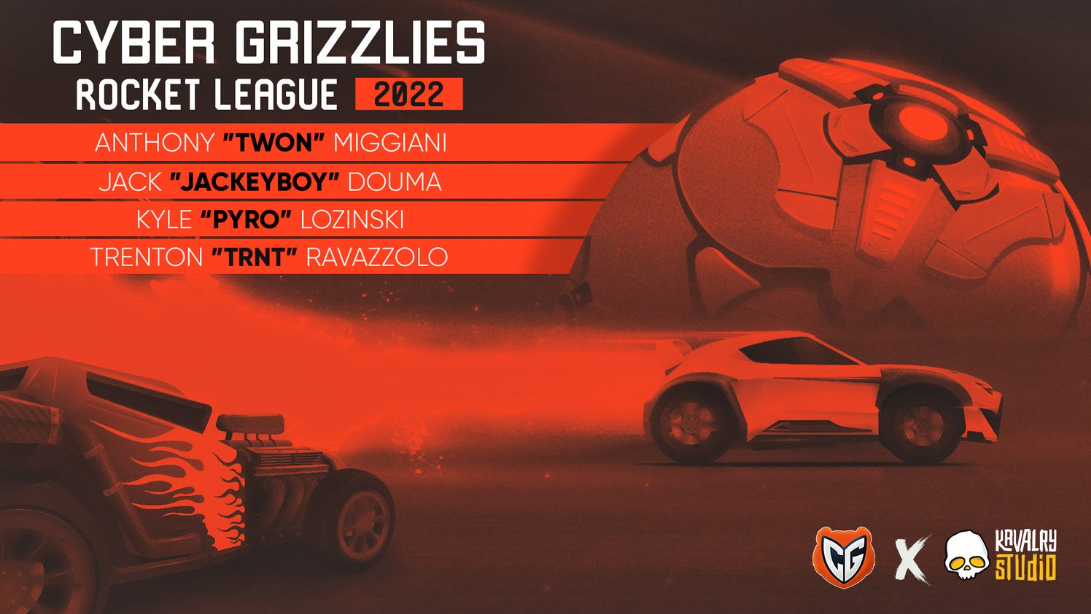 CYBER GRIZZLIES
ROCKET LEAGUE 2022
ANTHONY "TWON" MIGGIANI
JACK "JACKEYBOY" DOUMA
KYLE “PYRO” LOZINSKI
TRENTON "TRNT" RAVAZZOLO
CG X KAVALRY
STUDIO